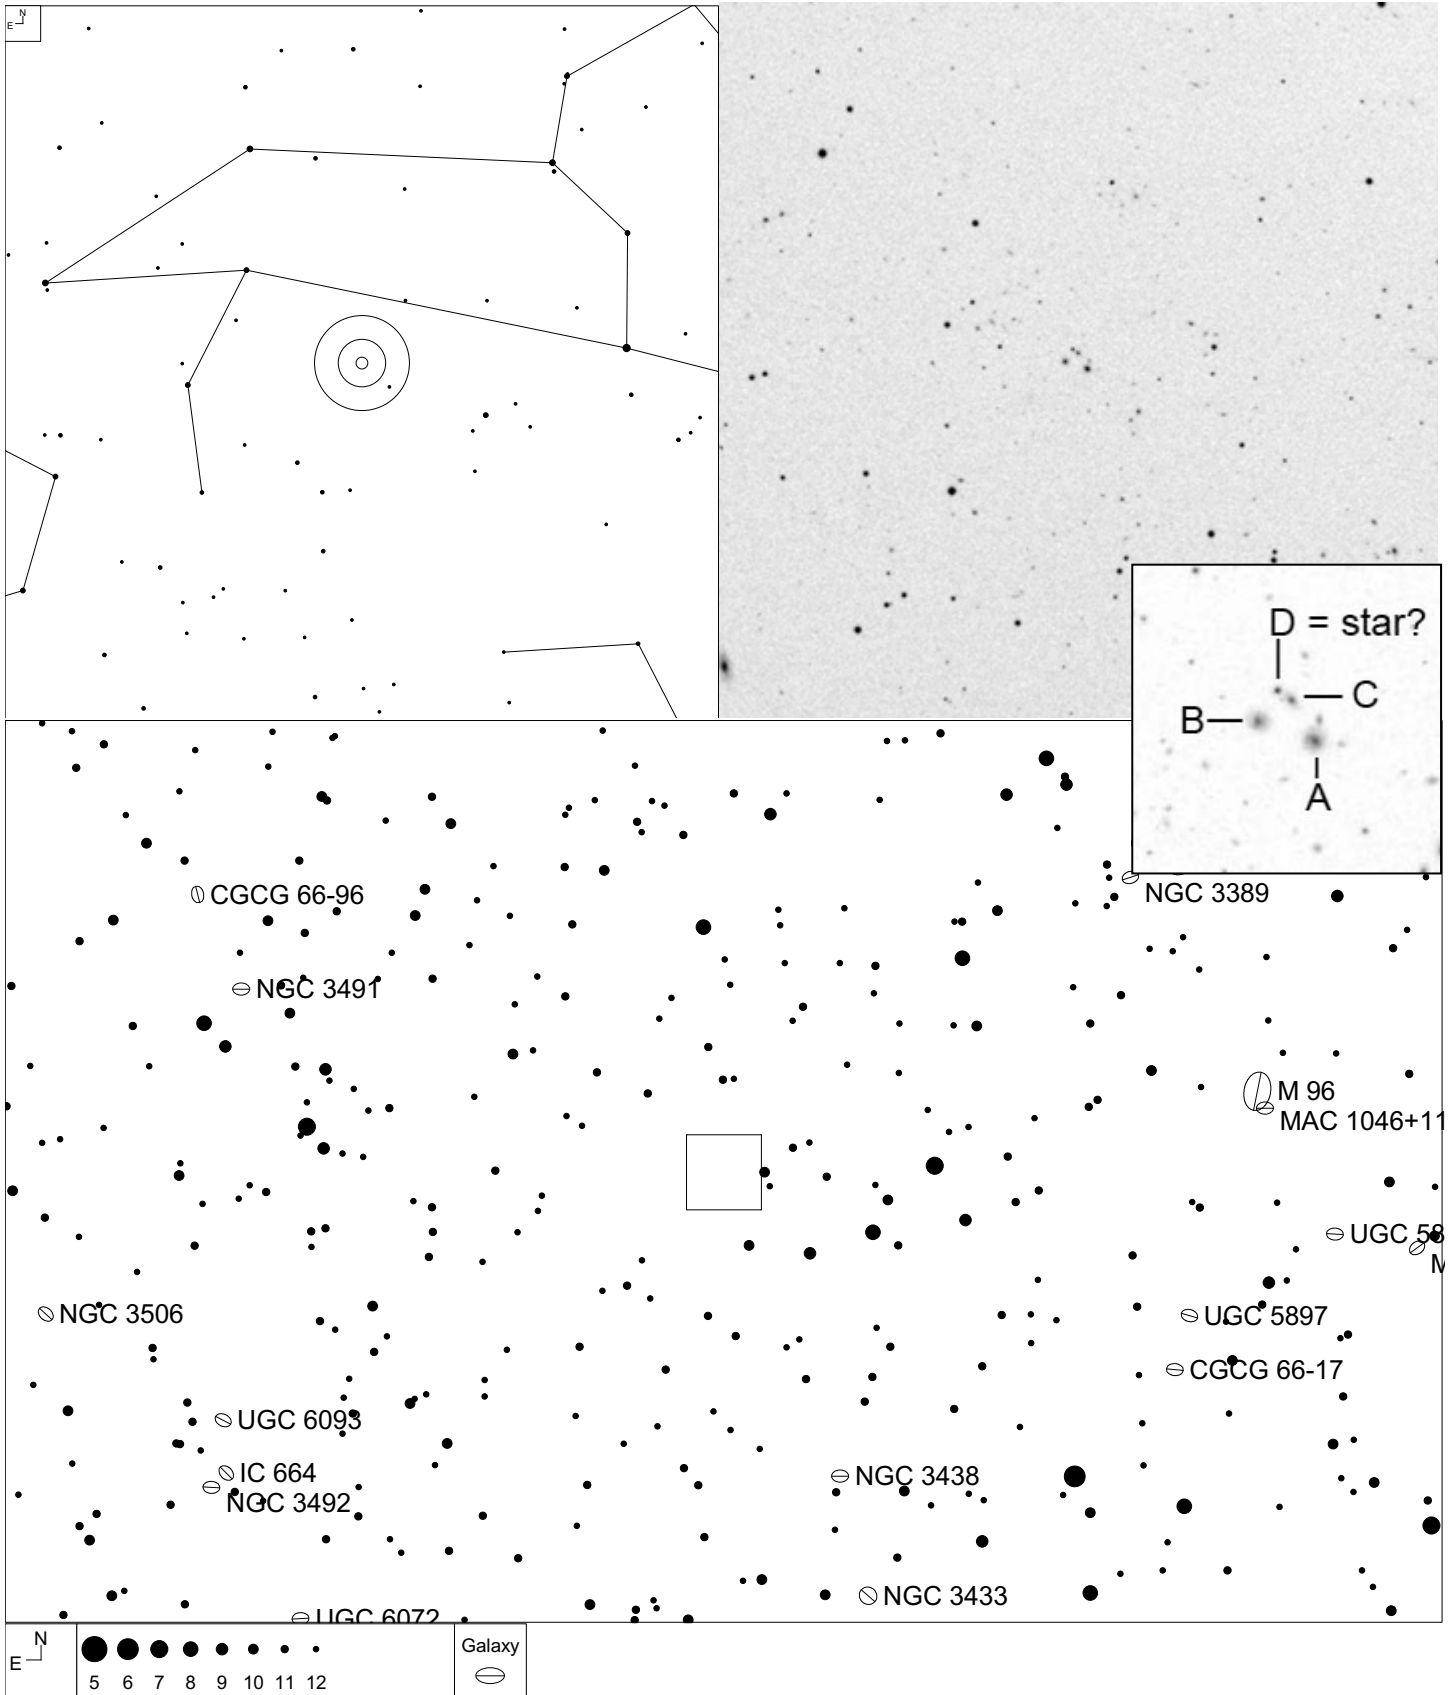 N
E
D = star?
C
B
A
CGCG 66-96
NGC 3389
NGC 3491
M 96
MAC 1046+11
UGC 58
M
NGC 3506
UGC 5897
CGCG 66-17
UGC 6093
IC 664
NGC 3438
NGC 3492
NGC 3433
UGC 6072
N
E
Galaxy
5 6 7 8 9 10 11 12